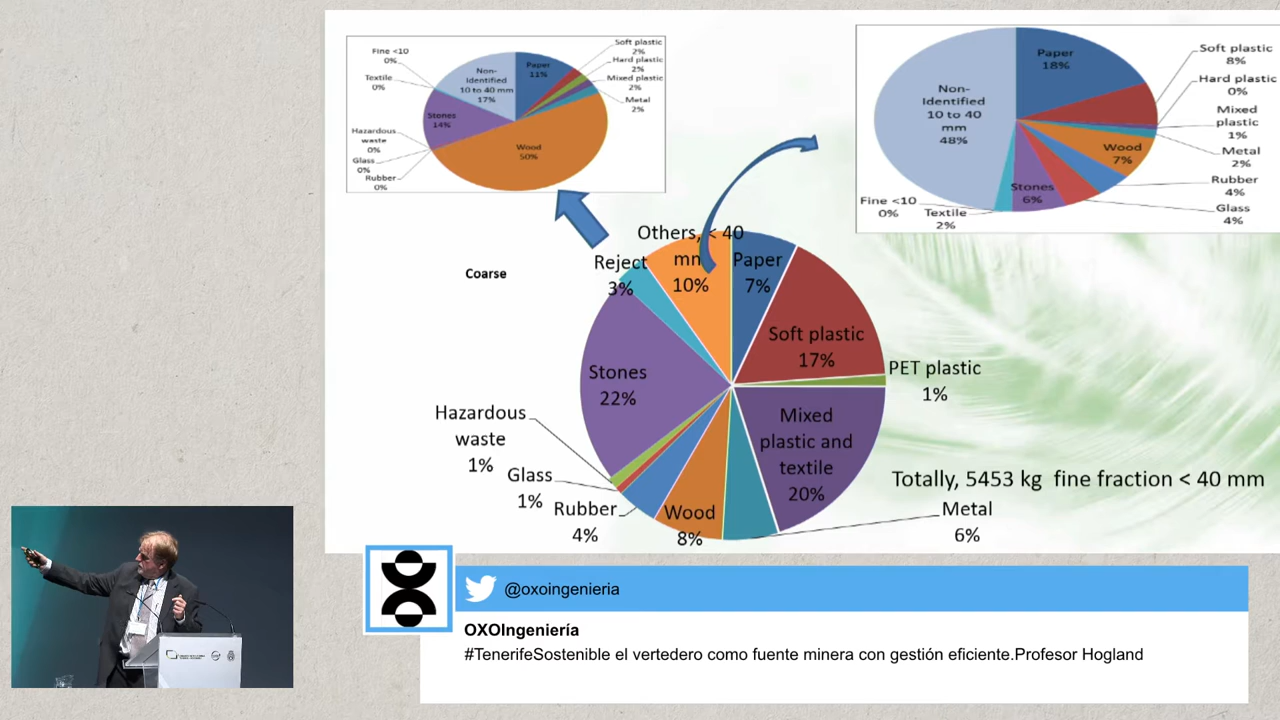 Fine <10
0%
Textile
0%
Stones
14%
Hazardous
waste
0%
Glass
0%
Rubber
0%
Non-
Identified
10 to 40 mm
17%
Paper
11%
Soft plastic
2%
Hard plastic
2%
Mixed plastic
2%
Metal
2%
Wood
50%
Non-
Identified
10 to 40
mm
48%
Paper
18%
Soft plastic
8%
Hard plastic
0%
Mixed
plastic
1%
Metal
2%
Wood
7%
Rubber
4%
Glass
4%
Stones
6%
Textile
2%
Fine <10
0%
Coarse
Others, < 40
mm
10%
Paper
7%
Reject
3%
Soft plastic
17%
PET plastic
1%
Stones
22%
Mixed
plastic and
textile
20%
Hazardous
waste
1%
Glass
1%
Rubber
4%
Wood
8%
Metal
6%
Totally, 5453 kg fine fraction < 40 mm
@oxoingenieria
OXOIngeniería
#TenerifeSostenible el vertedero como fuente minera con gestión eficiente.Profesor Hogland